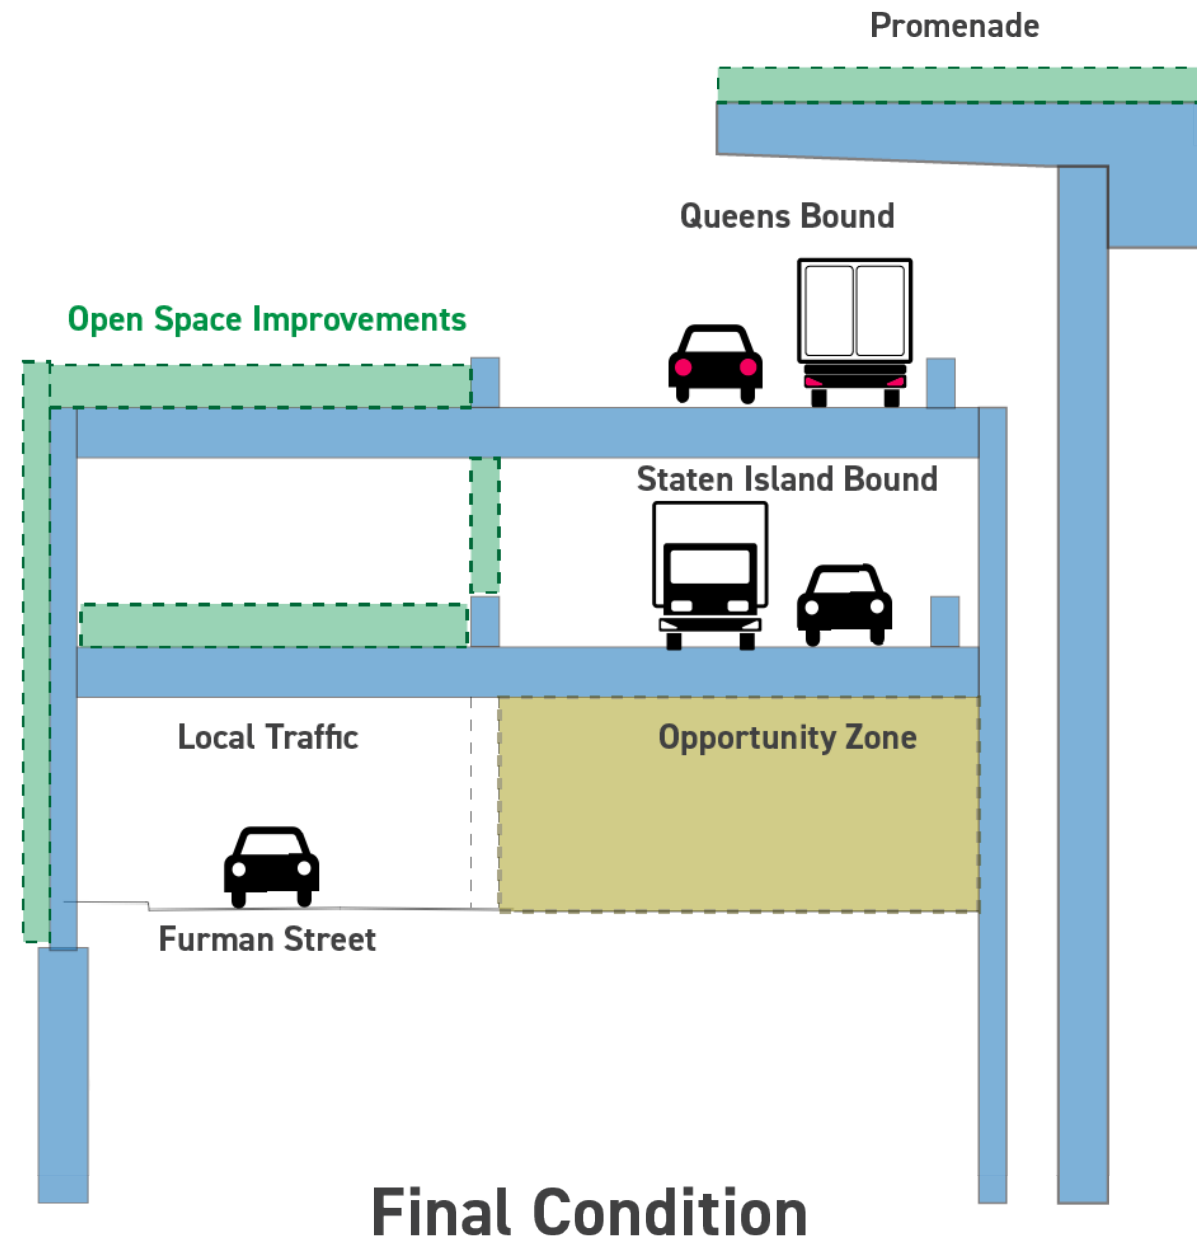 Promenade
Queens Bound
Open Space Improvements
Staten Island Bound
Local Traffic
Opportunity Zone
Furman Street
Final Condition